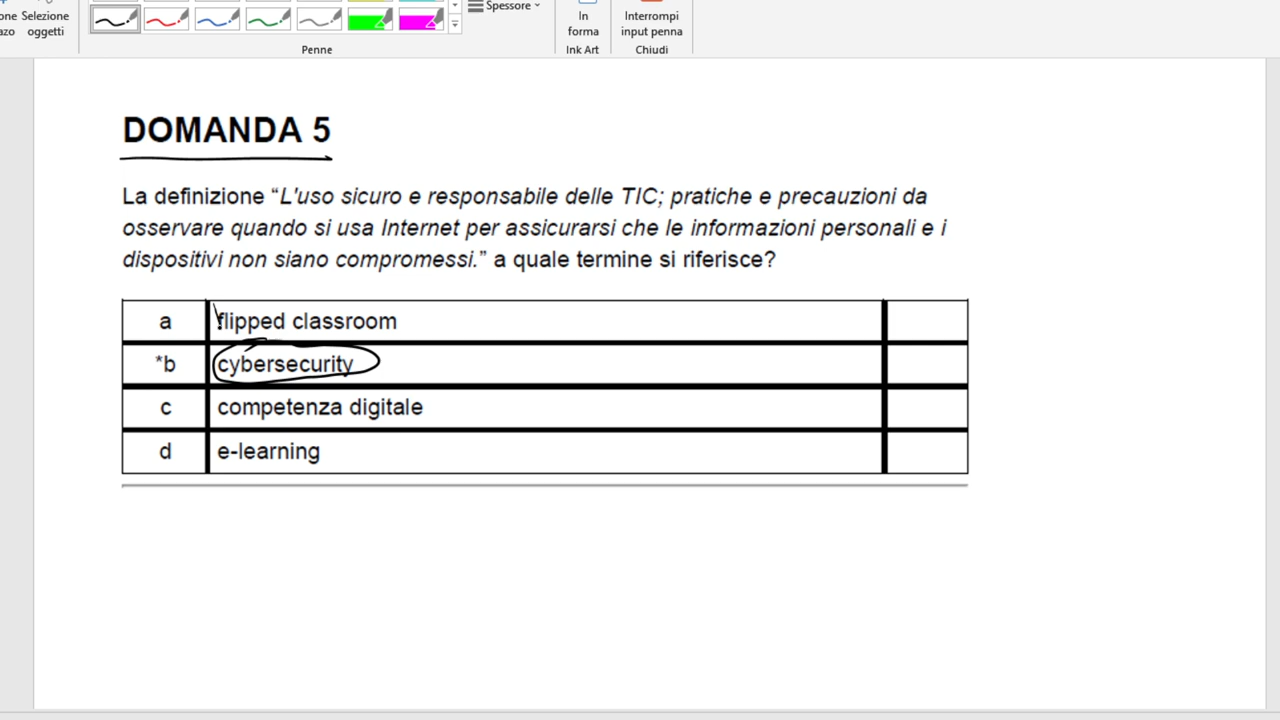 one Selezione
azo oggetti
Penne
Spessore
In
forma
Ink Art
Interrompi
input penna
Chiudi
DOMANDA 5
La definizione “L'uso sicuro e responsabile delle TIC; pratiche e precauzioni da
osservare quando si usa Internet per assicurarsi che le informazioni personali e i
dispositivi non siano compromessi.” a quale termine si riferisce?
a flipped classroom
*b cybersecurity
c competenza digitale
d e-learning